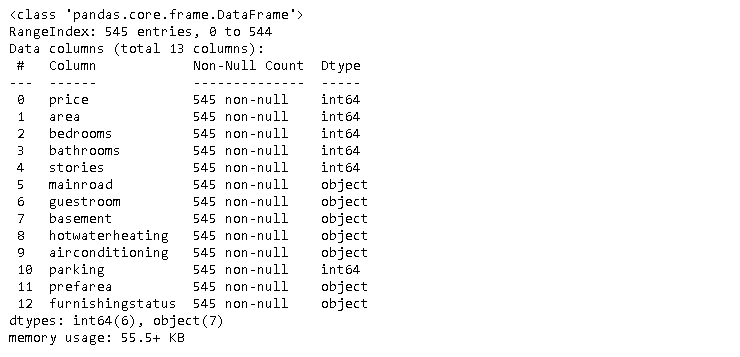 <class 'pandas.core.frame.DataFrame'>
RangeIndex: 545 entries, 0 to 544
Data columns (total 13 columns):
 #   Column            Non-Null Count  Dtype
---  ------            --------------  -----
 0   price             545 non-null    int64
 1   area              545 non-null    int64
 2   bedrooms          545 non-null    int64
 3   bathrooms         545 non-null    int64
 4   stories           545 non-null    int64
 5   mainroad          545 non-null    object
 6   guestroom         545 non-null    object
 7   basement          545 non-null    object
 8   hotwaterheating   545 non-null    object
 9   airconditioning   545 non-null    object
 10  parking           545 non-null    int64
 11  prefarea          545 non-null    object
 12  furnishingstatus  545 non-null    object
dtypes: int64(6), object(7)
memory usage: 55.5+ KB